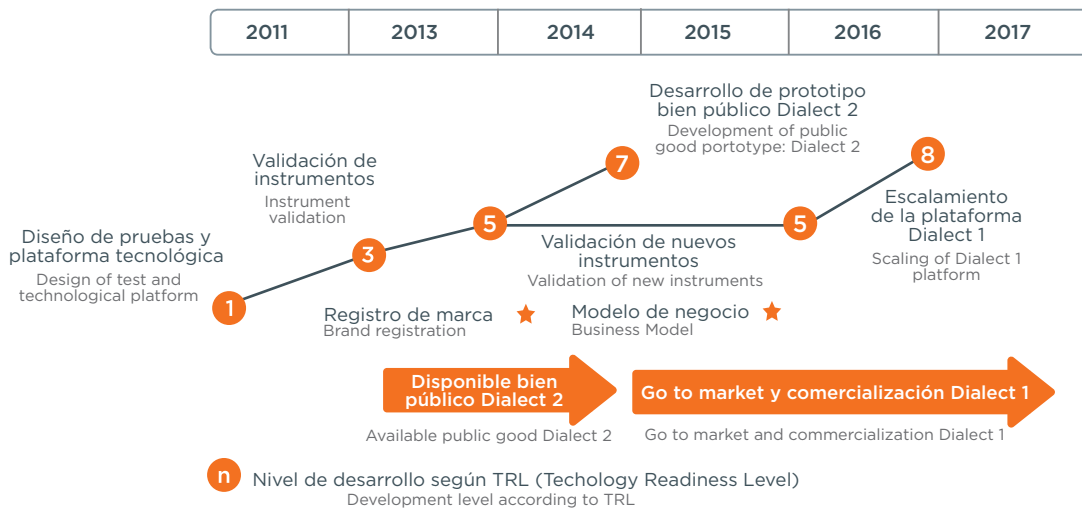 2011 2013 2014 2015 2016 2017
Desarrollo de prototipo
bien público Dialect 2
Development of public
good portotype: Dialect 2
7
8
Validación de
instrumentos
Instrument
validation
Escalamiento
de la plataforma
Dialect 1
Scaling of Dialect 1
platform
5
5
Diseño de pruebas y
plataforma tecnológica
Design of test and
technological platform
3
Validación de nuevos
instrumentos
Validation of new instruments
1
Registro de marca
Brand registration
Modelo de negocio
Business Model
Disponible bien
público Dialect 2
Go to market y comercialización Dialect 1
Available public good Dialect 2
Go to market and commercialization Dialect 1
n
Nivel de desarrollo según TRL (Techology Readiness Level)
Development level according to TRL